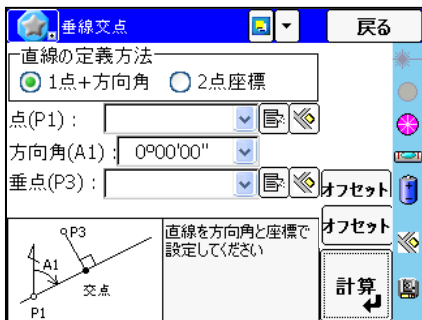 垂線交点
戻る
直線の定義方法
1点+方向角
2点座標
点(P1):
方向角(A1):
0°00'00"
垂点(P3):
オフセット
オフセット
P3
A1
交点
P1
直線を方向角と座標で
設定してください
計算